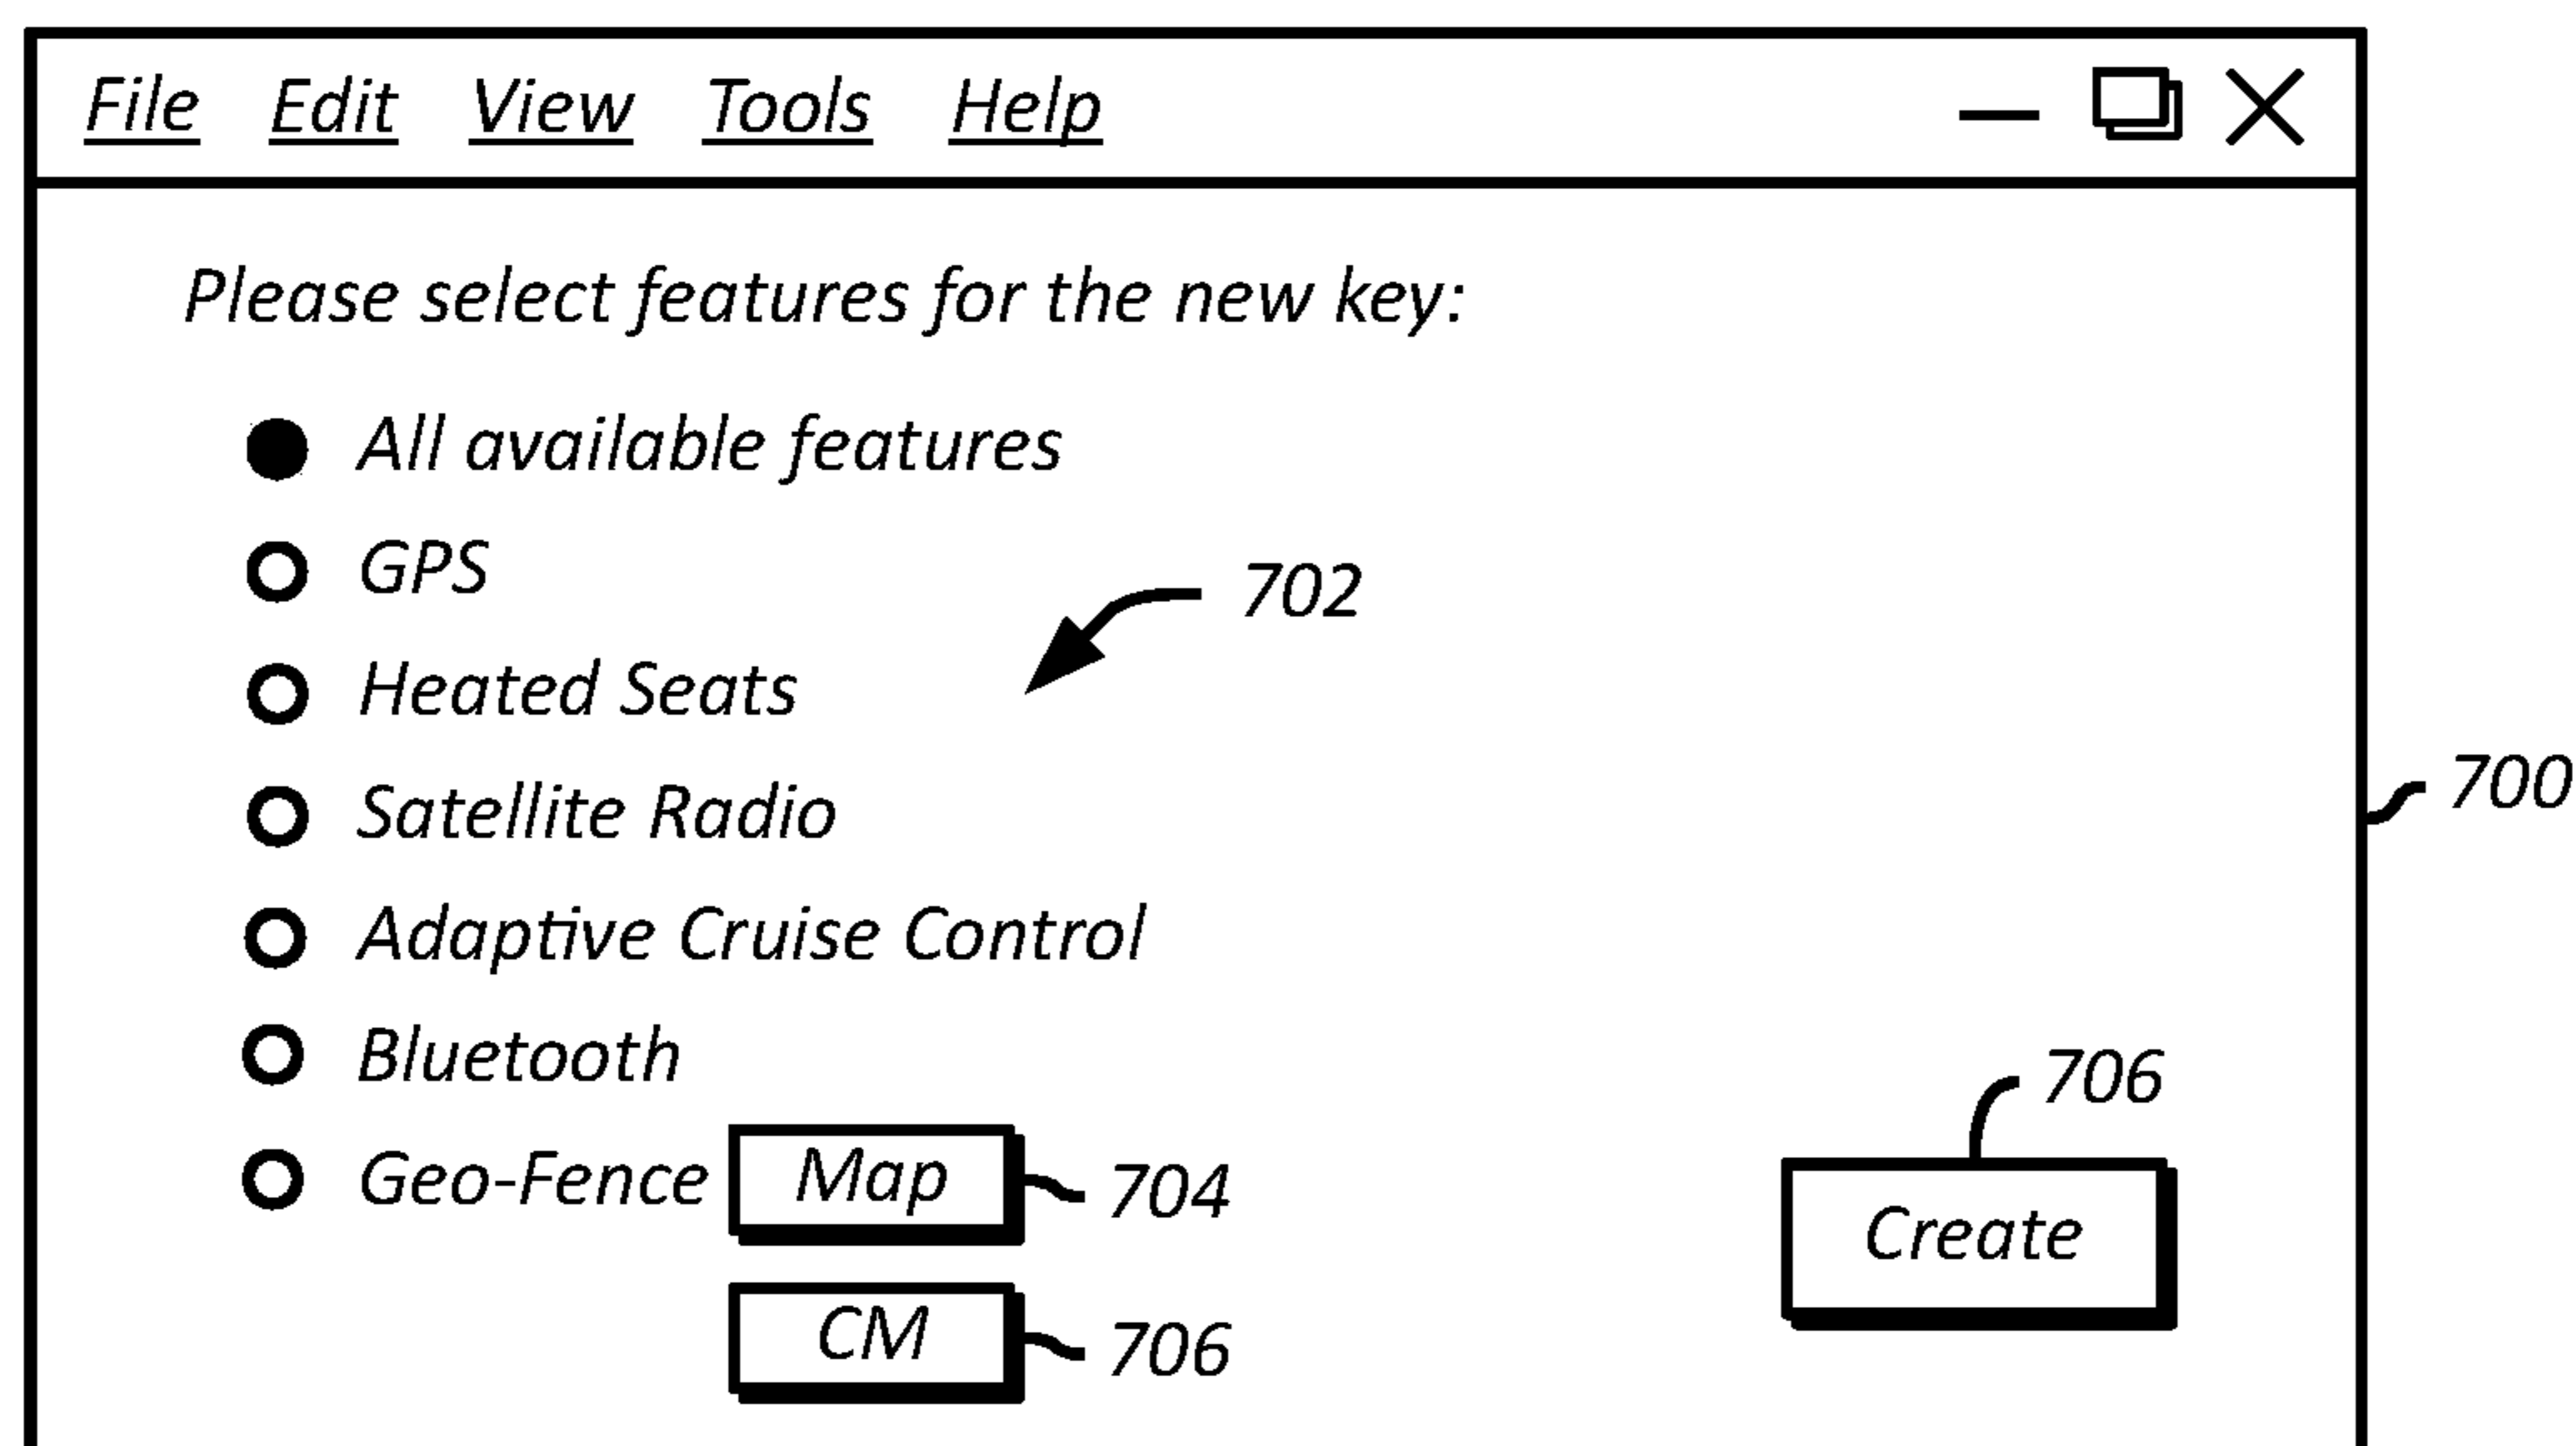 File Edit View Tools Help
Please select features for the new key:
All available features
GPS
702
Heated Seats
700
Satellite Radio
Adaptive Cruise Control
Bluetooth
706
Geo-Fence Map 704
Create
CM 706